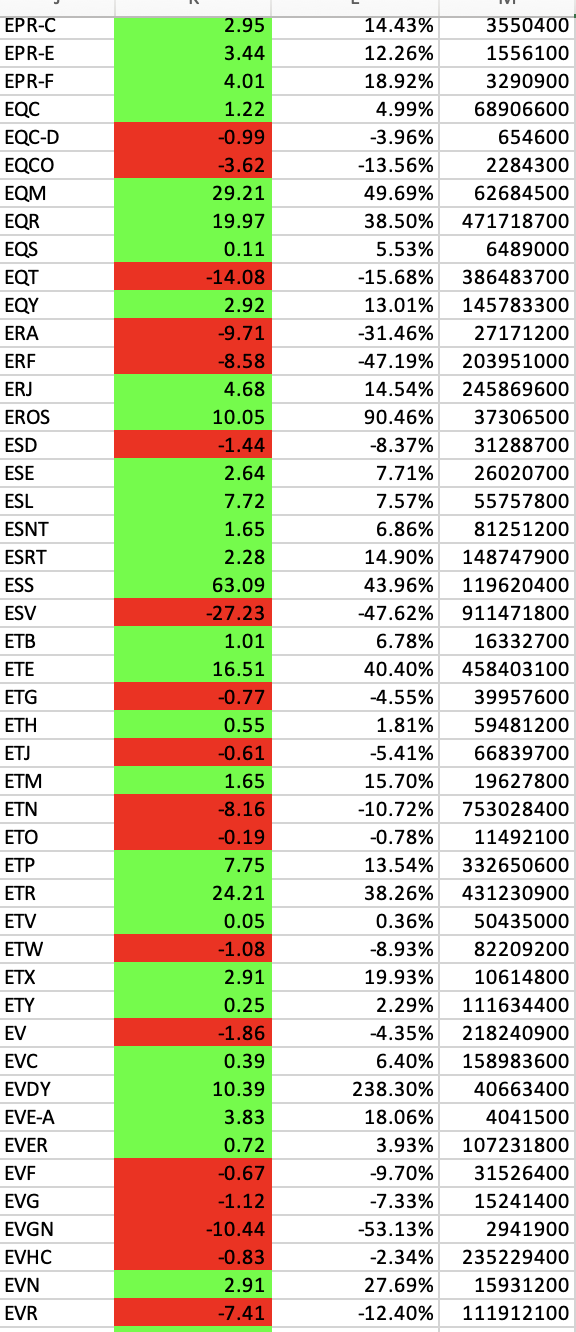 EPR-C 2.95 14.43% 3550400
EPR-E 3.44 12.26% 1556100
EPR-F 4.01 18.92% 3290900
EQC 1.22 4.99% 68906600
EQC-D -0.99 -3.96% 654600
EQCO -3.62 -13.56% 2284300
EQM 29.21 49.69% 62684500
EQR 19.97 38.50% 471718700
EQS 0.11 5.53% 6489000
EQT -14.08 -15.68% 386483700
EQY 2.92 13.01% 145783300
ERA -9.71 -31.46% 27171200
ERF -8.58 -47.19% 203951000
ERJ 4.68 14.54% 245869600
EROS 10.05 90.46% 37306500
ESD -1.44 -8.37% 31288700
ESE 2.64 7.71% 26020700
ESL 7.72 7.57% 55757800
ESNT 1.65 6.86% 81251200
ESRT 2.28 14.90% 148747900
ESS 63.09 43.96% 119620400
ESV -27.23 -47.62% 911471800
ETB 1.01 6.78% 16332700
ETE 16.51 40.40% 458403100
ETG -0.77 -4.55% 39957600
ETH 0.55 1.81% 59481200
ETJ -0.61 -5.41% 66839700
ETM 1.65 15.70% 19627800
ETN -8.16 -10.72% 753028400
ETO -0.19 -0.78% 11492100
ETP 7.75 13.54% 332650600
ETR 24.21 38.26% 431230900
ETV 0.05 0.36% 50435000
ETW -1.08 -8.93% 82209200
ETX 2.91 19.93% 10614800
ETY 0.25 2.29% 111634400
EV -1.86 -4.35% 218240900
EVC 0.39 6.40% 158983600
EVDY 10.39 238.30% 40663400
EVE-A 3.83 18.06% 4041500
EVER 0.72 3.93% 107231800
EVF -0.67 -9.70% 31526400
EVG -1.12 -7.33% 15241400
EVGN -10.44 -53.13% 2941900
EVHC -0.83 -2.34% 235229400
EVN 2.91 27.69% 15931200
EVR -7.41 -12.40% 111912100